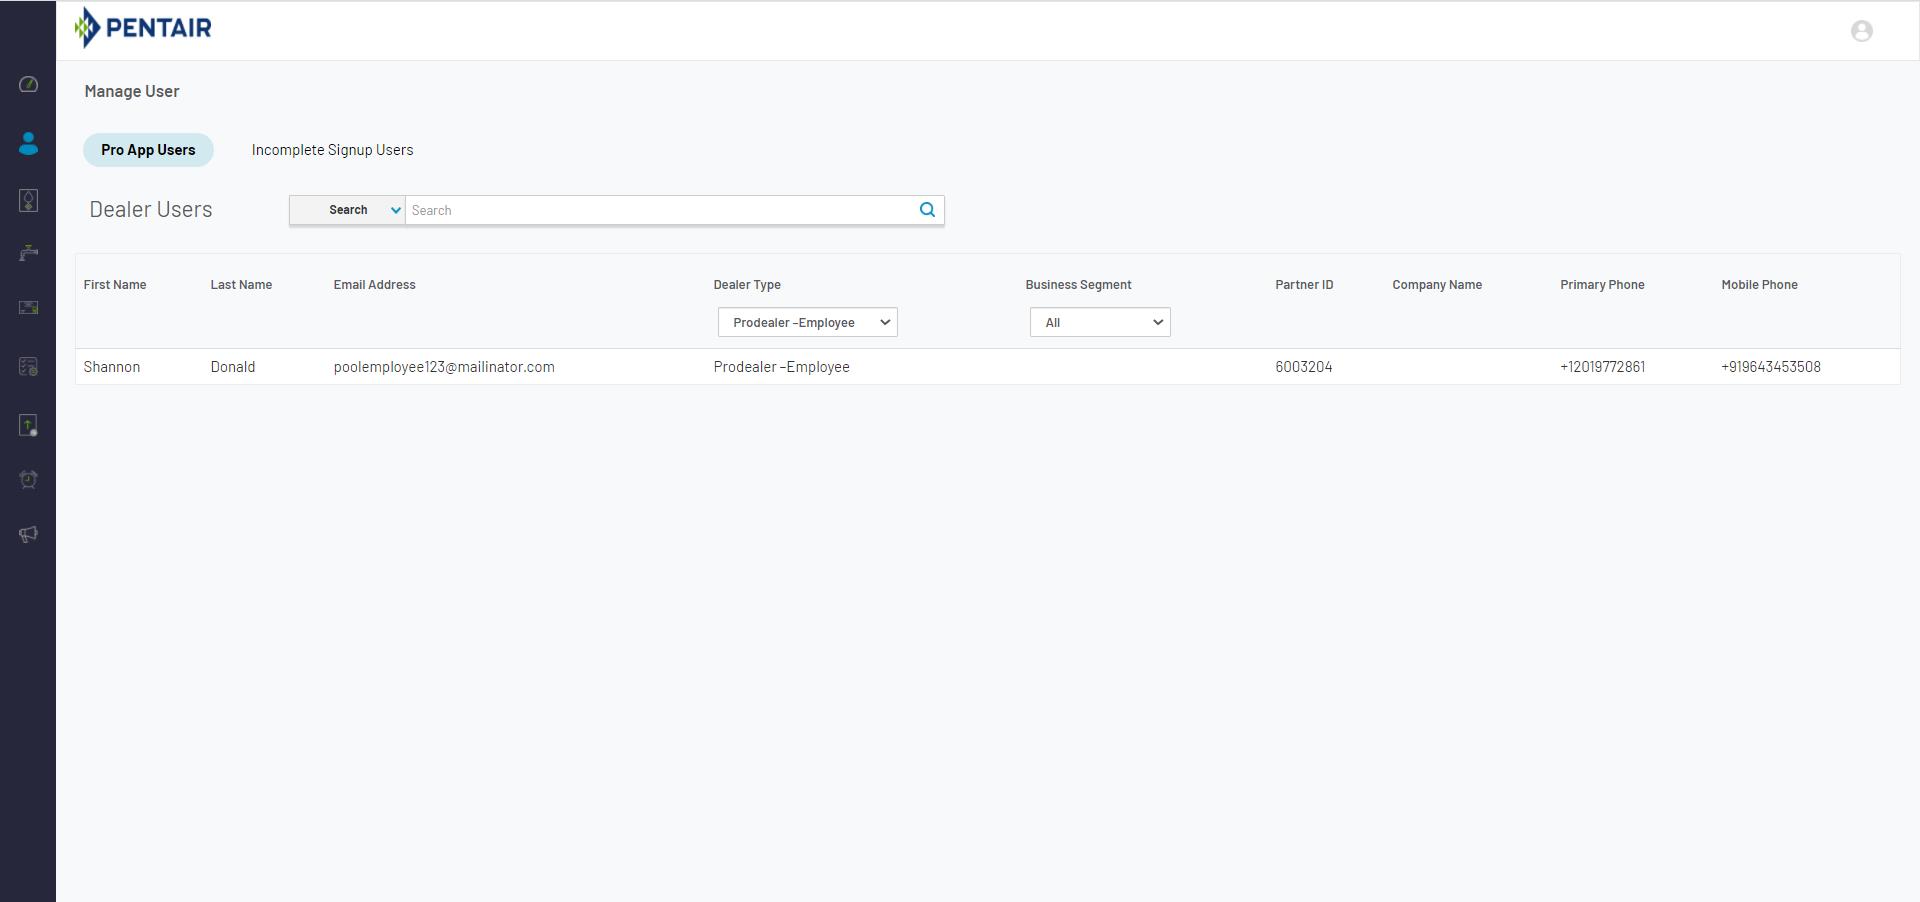 PENTAIR
Manage User
Pro App Users Incomplete Signup Users
Dealer Users Search Search
First Name Last Name Email Address Dealer Type Business Segment Partner ID Company Name Primary Phone Mobile Phone
Prodealer –Employee All
Shannon Donald poolemployee123@mailinator.com Prodealer –Employee 6003204 +12019772861 +919643453508